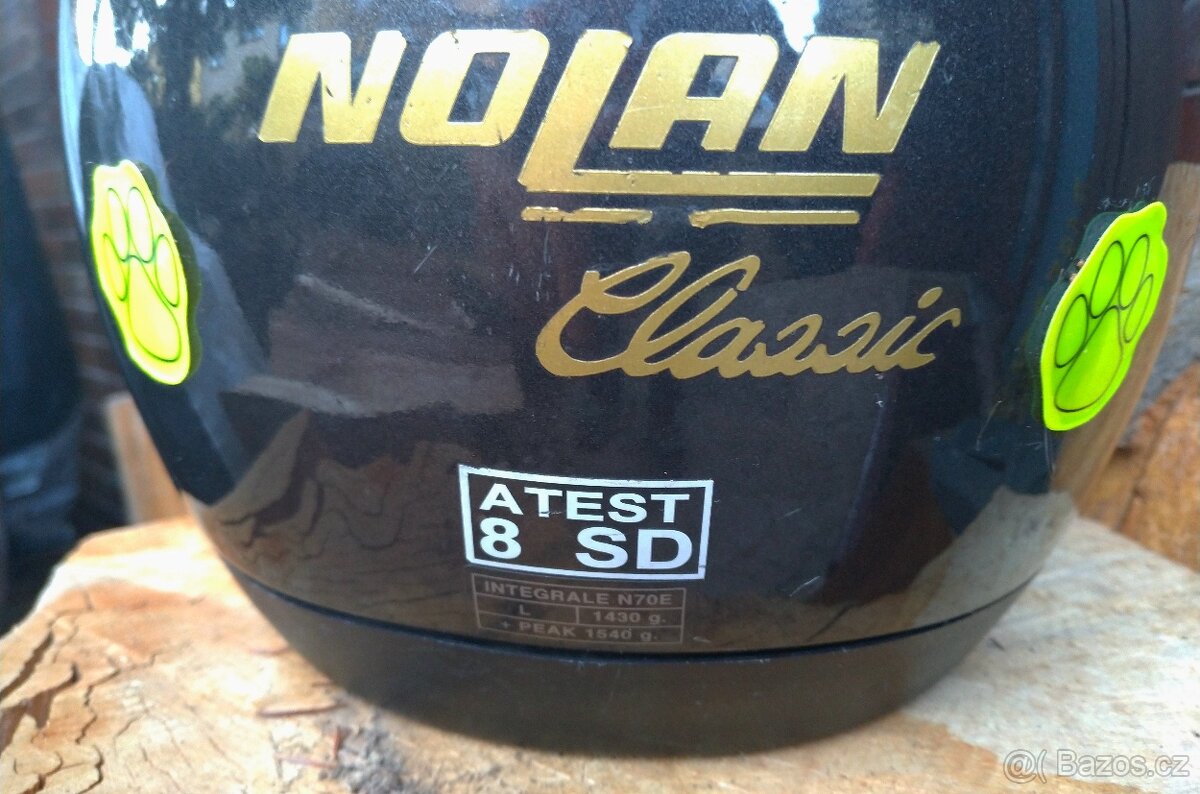 NOLAN
Classic
ATEST
8 SD
INTEGRALE N70E
L 1430 g.
+ PEAK 1540 g.
@( Bazos.cz